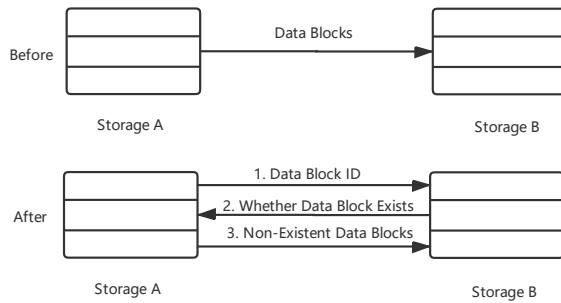 Data Blocks
Before
Storage A
Storage B
1. Data Block ID
2. Whether Data Block Exists
After
3. Non-Existent Data Blocks
Storage A
Storage B